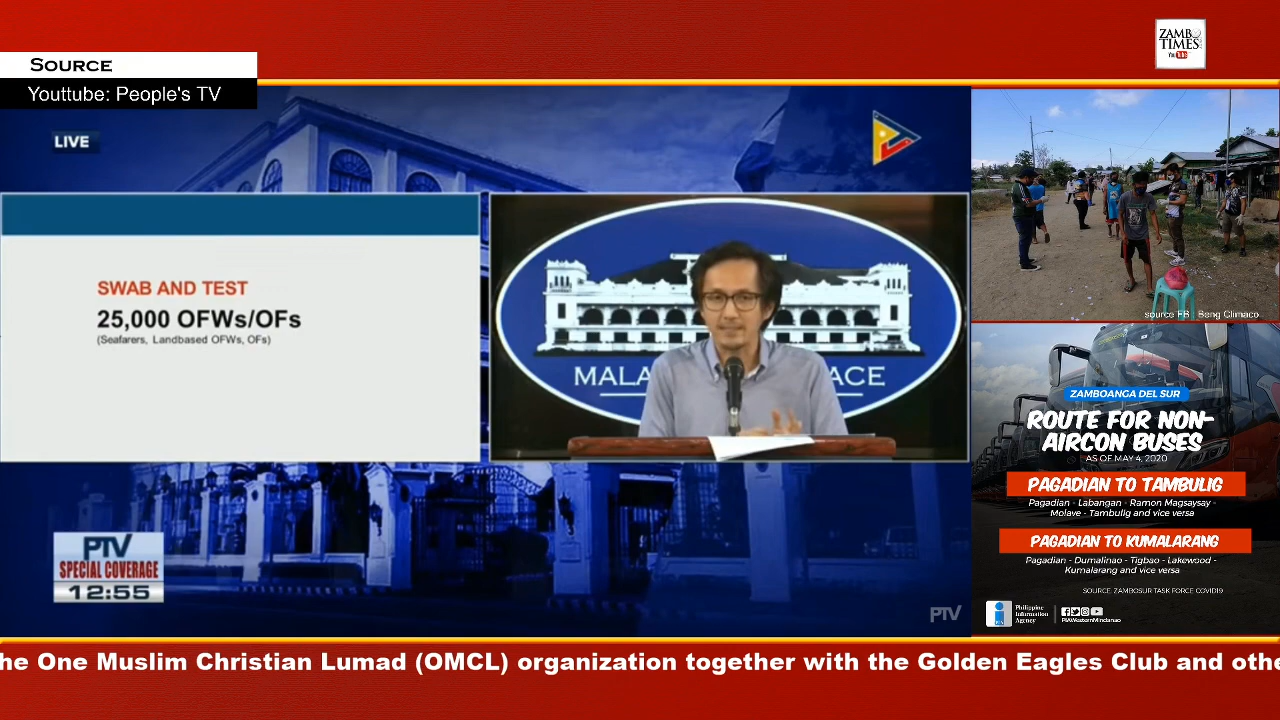 SOURCE
Youttube: People's TV
ZAMBO
TIMES
LIVE
SWAB AND TEST
25,000 OFWs/OFs
(Seafarers, Landbased OFWs, OFs)
MALA
ACE
PTV
SPECIAL COVERAGE
12:55
PTV
source FB : Beng Climaco
ZAMBOANGA DEL SUR
ROUTE FOR NON-
AIRCON BUSES
AS OF MAY 4, 2020
PAGADIAN TO TAMBULIG
Pagadian - Labangan - Ramon Magsaysay -
Molave - Tambulig and vice versa
PAGADIAN TO KUMALARANG
Pagadian - Dumalinao - Tigbao - Lakewood -
Kumalarang and vice versa
SOURCE: ZAMBOSUR TASK FORCE COVID19
Philippine
Information
Agency
PIAWesternMindanao
he One Muslim Christian Lumad (OMCL) organization together with the Golden Eagles Club and othe